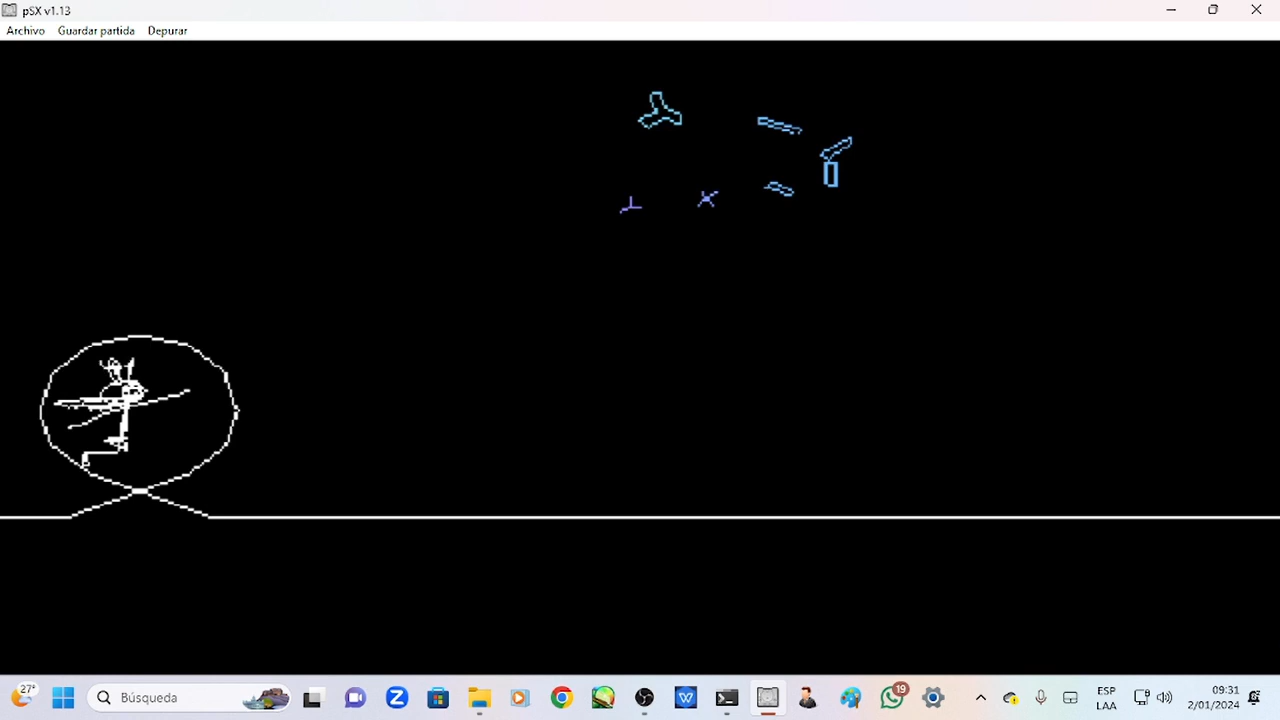 pSX v1.13
Archivo Guardar partida Depurar
27°
Búsqueda
W
19
ESP
LAA
09:31
2/01/2024